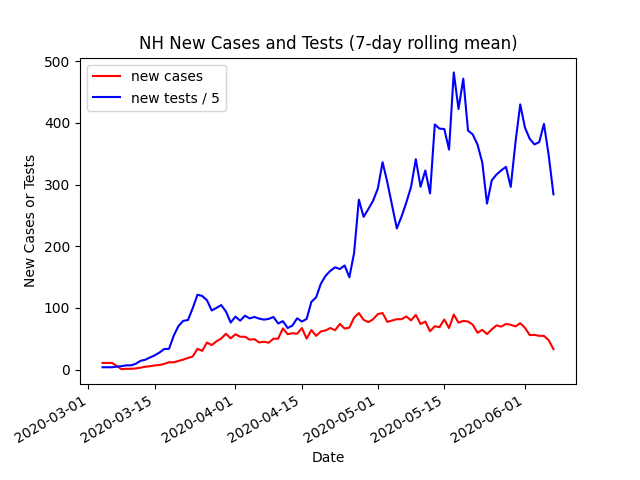 NH New Cases and Tests (7-day rolling mean)
new cases
new tests / 5
500
400
300
200
100
0
New Cases or Tests
2020-03-01
2020-03-15
2020-04-01
2020-04-15
2020-05-01
2020-05-15
2020-06-01
Date